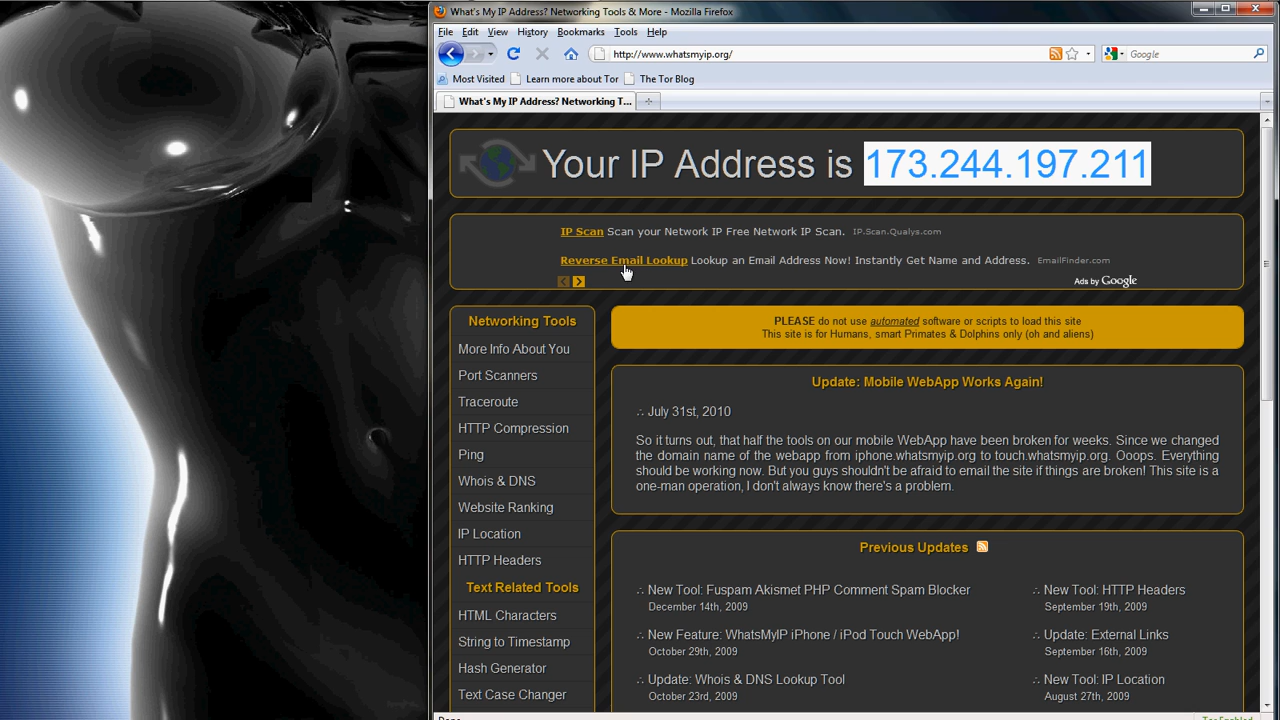 What's My IP Address? Networking Tools & More - Mozilla Firefox
File Edit View History Bookmarks Tools Help
http://www.whatsmyip.org/
Google
Most Visited Learn more about Tor The Tor Blog
What's My IP Address? Networking T...
Your IP Address is 173.244.197.211
IP Scan Scan your Network IP Free Network IP Scan. IP.Scan.Qualys.com
Reverse Email Lookup Lookup an Email Address Now! Instantly Get Name and Address. EmailFinder.com
Ads by Google
Networking Tools
More Info About You
Port Scanners
Traceroute
HTTP Compression
Ping
Whois & DNS
Website Ranking
IP Location
HTTP Headers
Text Related Tools
HTML Characters
String to Timestamp
Hash Generator
Text Case Changer
PLEASE do not use automated software or scripts to load this site
This site is for Humans, smart Primates & Dolphins only (oh and aliens)
Update: Mobile WebApp Works Again!
∴ July 31st, 2010
So it turns out, that half the tools on our mobile WebApp have been broken for weeks. Since we changed
the domain name of the webapp from iphone.whatsmyip.org to touch.whatsmyip.org. Ooops. Everything
should be working now. But you guys shouldn't be afraid to email the site if things are broken! This site is a
one-man operation, I don't always know there's a problem.
Previous Updates
∴ New Tool: Fuspam Akismet PHP Comment Spam Blocker
December 14th, 2009
∴ New Feature: WhatsMyIP iPhone / iPod Touch WebApp!
October 29th, 2009
∴ Update: Whois & DNS Lookup Tool
October 23rd, 2009
∴ New Tool: HTTP Headers
September 19th, 2009
∴ Update: External Links
September 16th, 2009
∴ New Tool: IP Location
August 27th, 2009